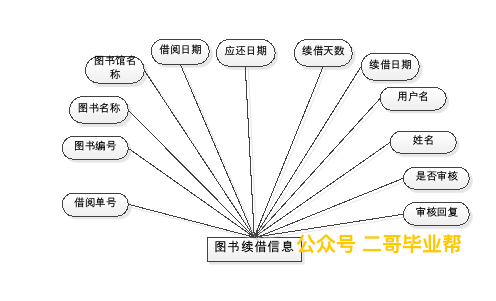 借阅日期
应还日期
续借天数
图书馆名
称
续借日期
用户名
图书名称
姓名
图书编号
是否审核
借阅单号
审核回复
图书续借信息
公众号 二哥毕业帮